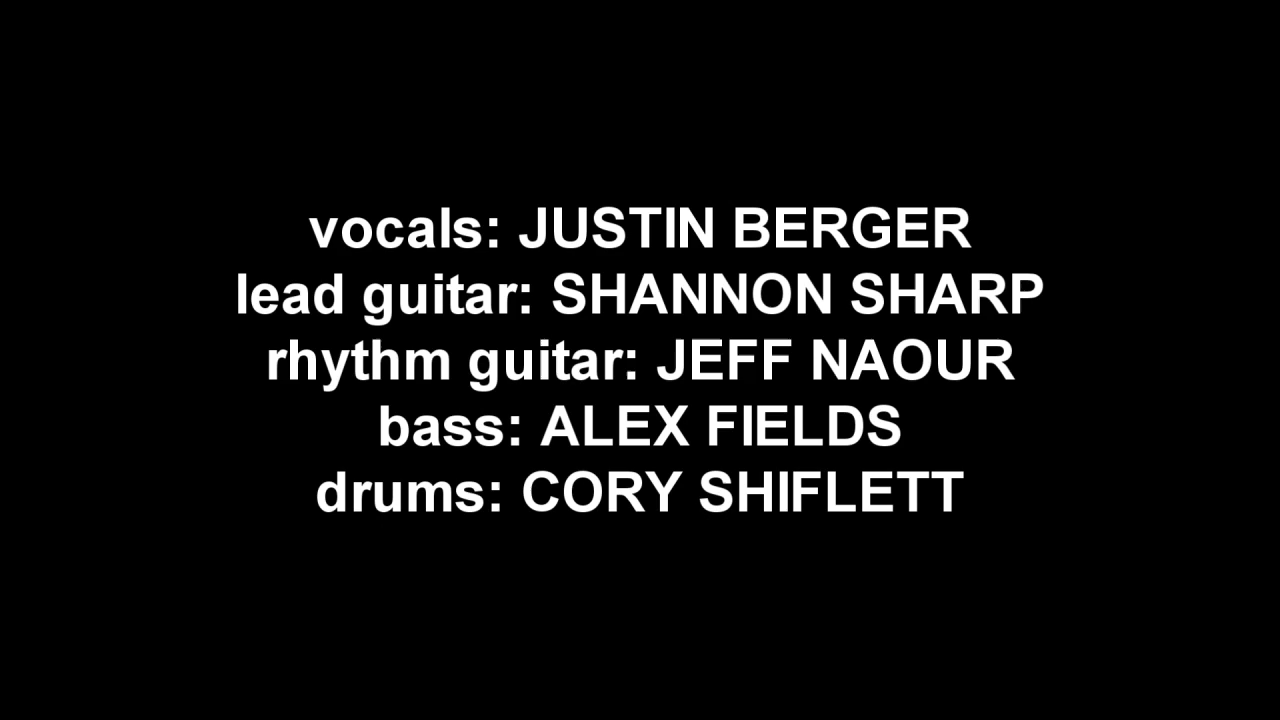 vocals: JUSTIN BERGER
lead guitar: SHANNON SHARP
rhythm guitar: JEFF NAOUR
bass: ALEX FIELDS
drums: CORY SHIFLETT